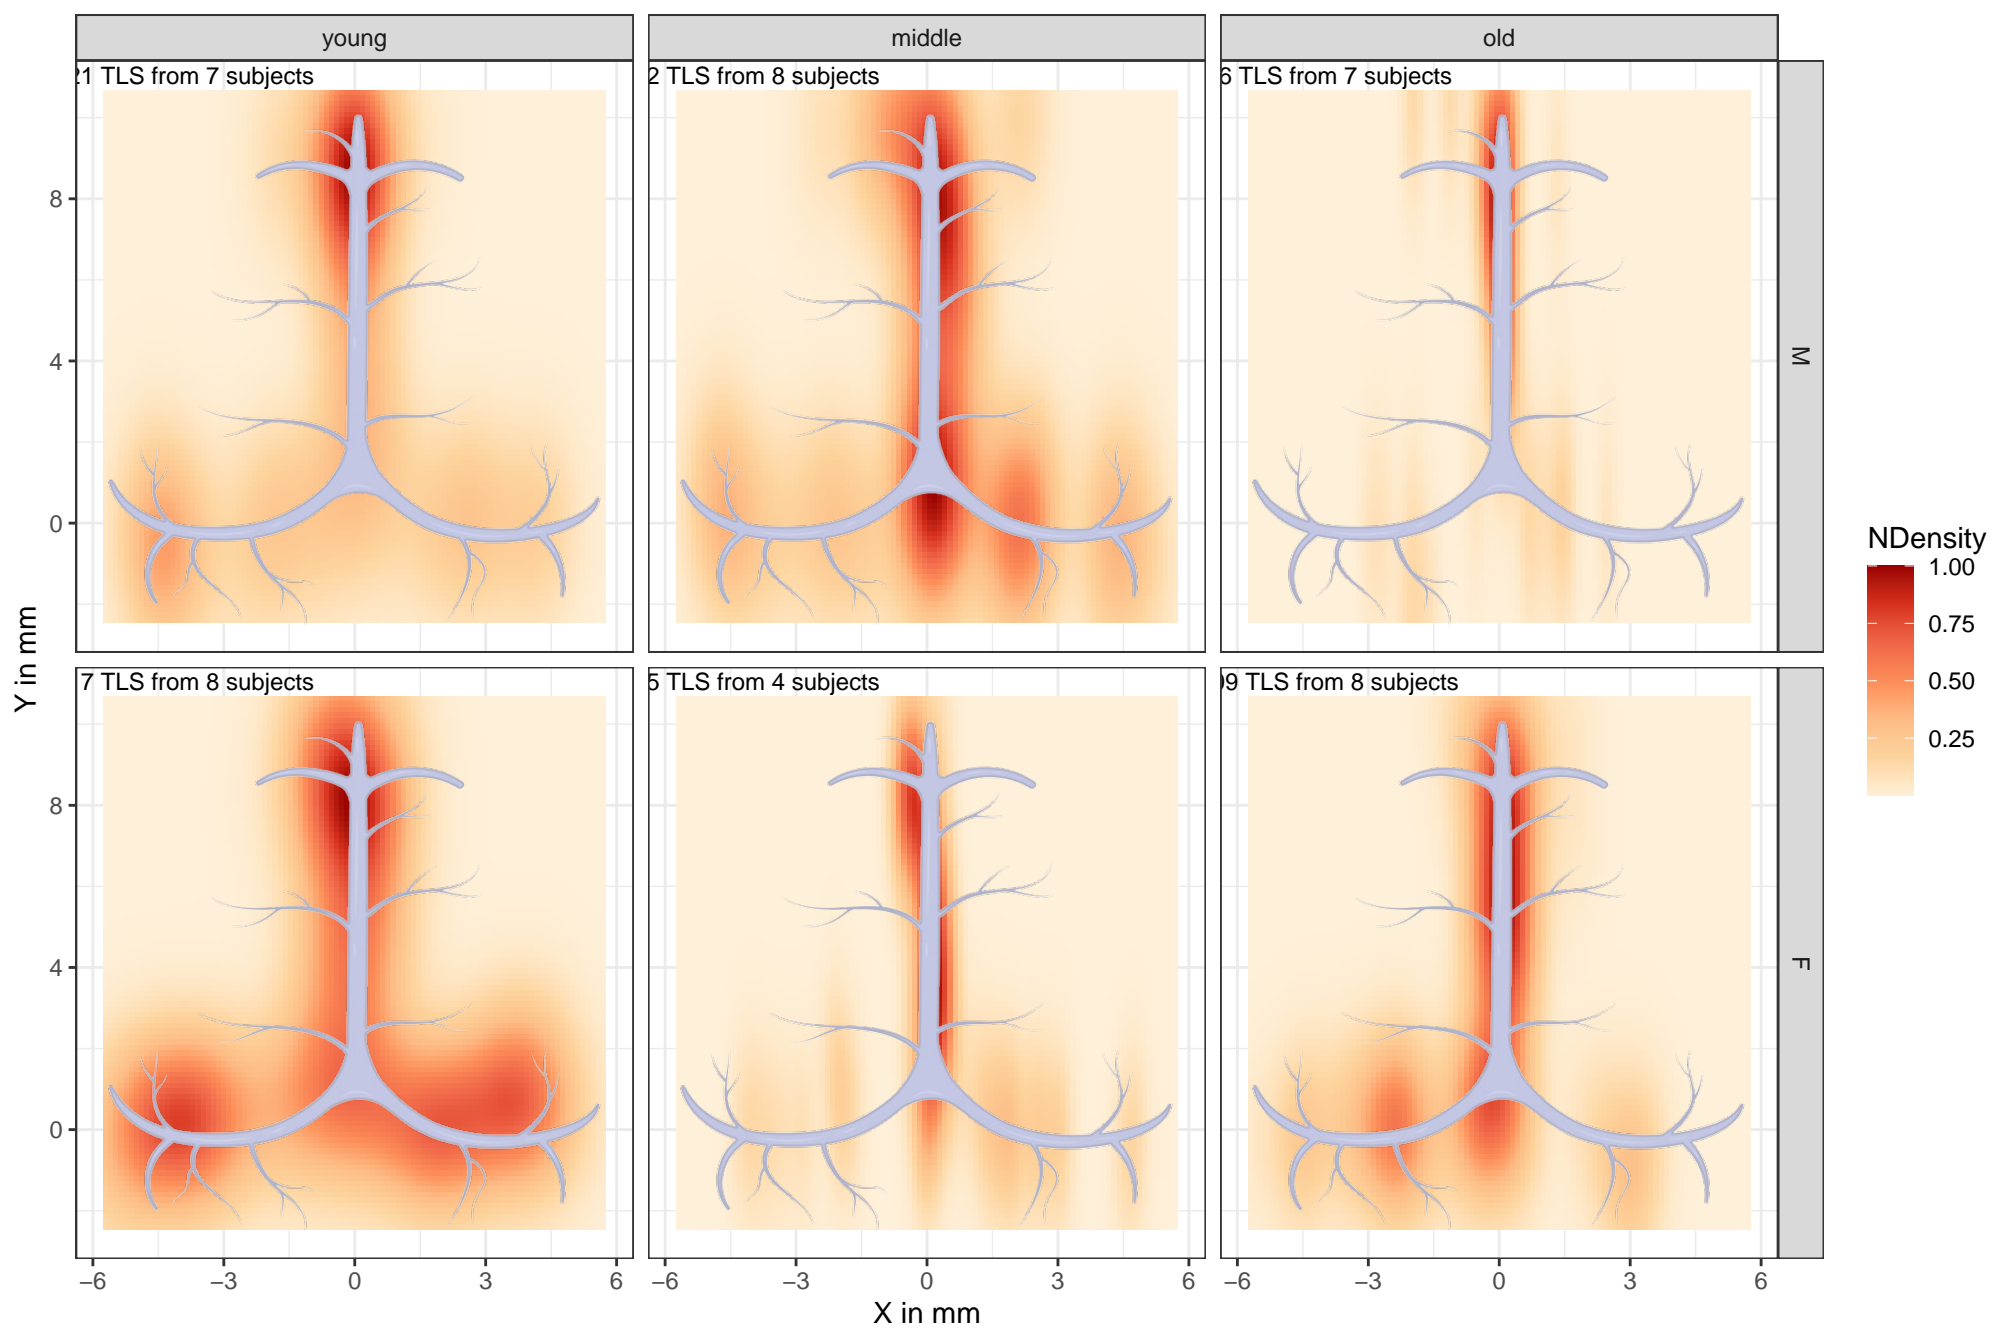 young
middle
old
21 TLS from 7 subjects
2 TLS from 8 subjects
6 TLS from 7 subjects
M
7 TLS from 8 subjects
5 TLS from 4 subjects
09 TLS from 8 subjects
F
8
4
0
8
4
0
Y in mm
−6 −3 0 3 6
−6 −3 0 3 6
−6 −3 0 3 6
X in mm
NDensity
1.00
0.75
0.50
0.25